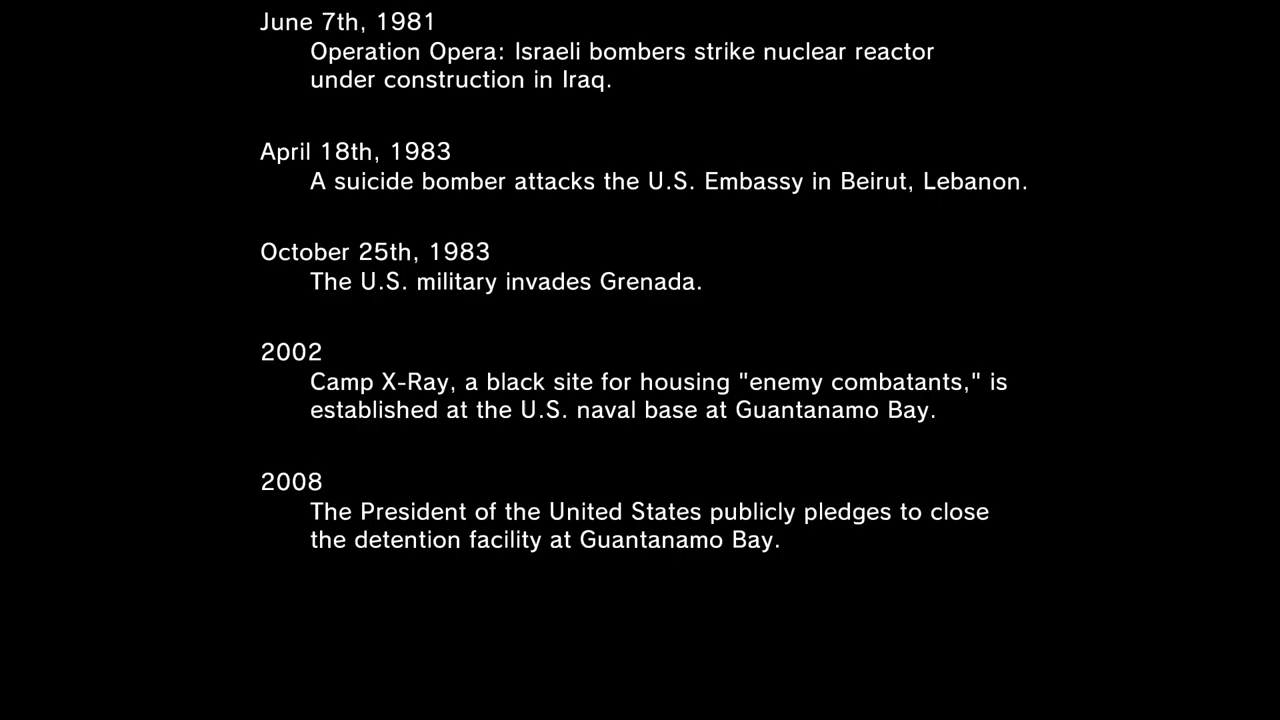 June 7th, 1981
Operation Opera: Israeli bombers strike nuclear reactor
under construction in Iraq.
April 18th, 1983
A suicide bomber attacks the U.S. Embassy in Beirut, Lebanon.
October 25th, 1983
The U.S. military invades Grenada.
2002
Camp X-Ray, a black site for housing "enemy combatants," is
established at the U.S. naval base at Guantanamo Bay.
2008
The President of the United States publicly pledges to close
the detention facility at Guantanamo Bay.